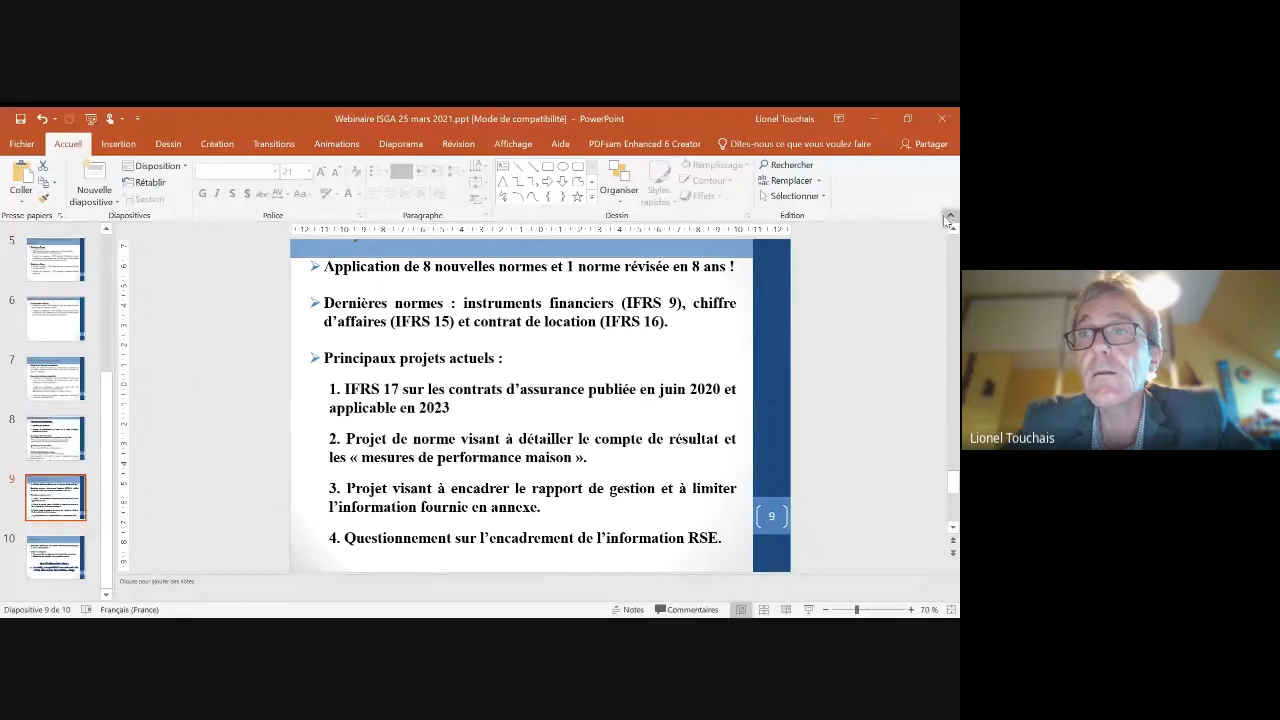 Webinaire ISGA 25 mars 2021.ppt [Mode de compatibilité] - PowerPoint
Lionel Touchais
Fichier Accueil Insertion Dessin Création Transitions Animations Diaporama Révision Affichage Aide PDFsam Enhanced 6 Creator Dites-nous ce que vous voulez faire Partager
Coller
Nouvelle
diapositive
Disposition
Rétablir
Section
21
G I S S
Aa
A
Organiser
Styles
rapides
Remplissage
Contour
Effets
Rechercher
Remplacer
Sélectionner
Presse papiers Diapositives Police Paragraphe Dessin Édition
5
6
7
8
9
10
Application de 8 nouvelles normes et 1 norme révisée en 8 ans !
Dernières normes : instruments financiers (IFRS 9), chiffre
d’affaires (IFRS 15) et contrat de location (IFRS 16).
Principaux projets actuels :
1. IFRS 17 sur les contrats d’assurance publiée en juin 2020 et
applicable en 2023
2. Projet de norme visant à détailler le compte de résultat et
les « mesures de performance maison ».
3. Projet visant à encadrer le rapport de gestion et à limiter
l’information fournie en annexe.
4. Questionnement sur l’encadrement de l’information RSE.
9
Cliquez pour ajouter des notes
Diapositive 9 de 10 Français (France) Notes Commentaires 70 %
Lionel Touchais